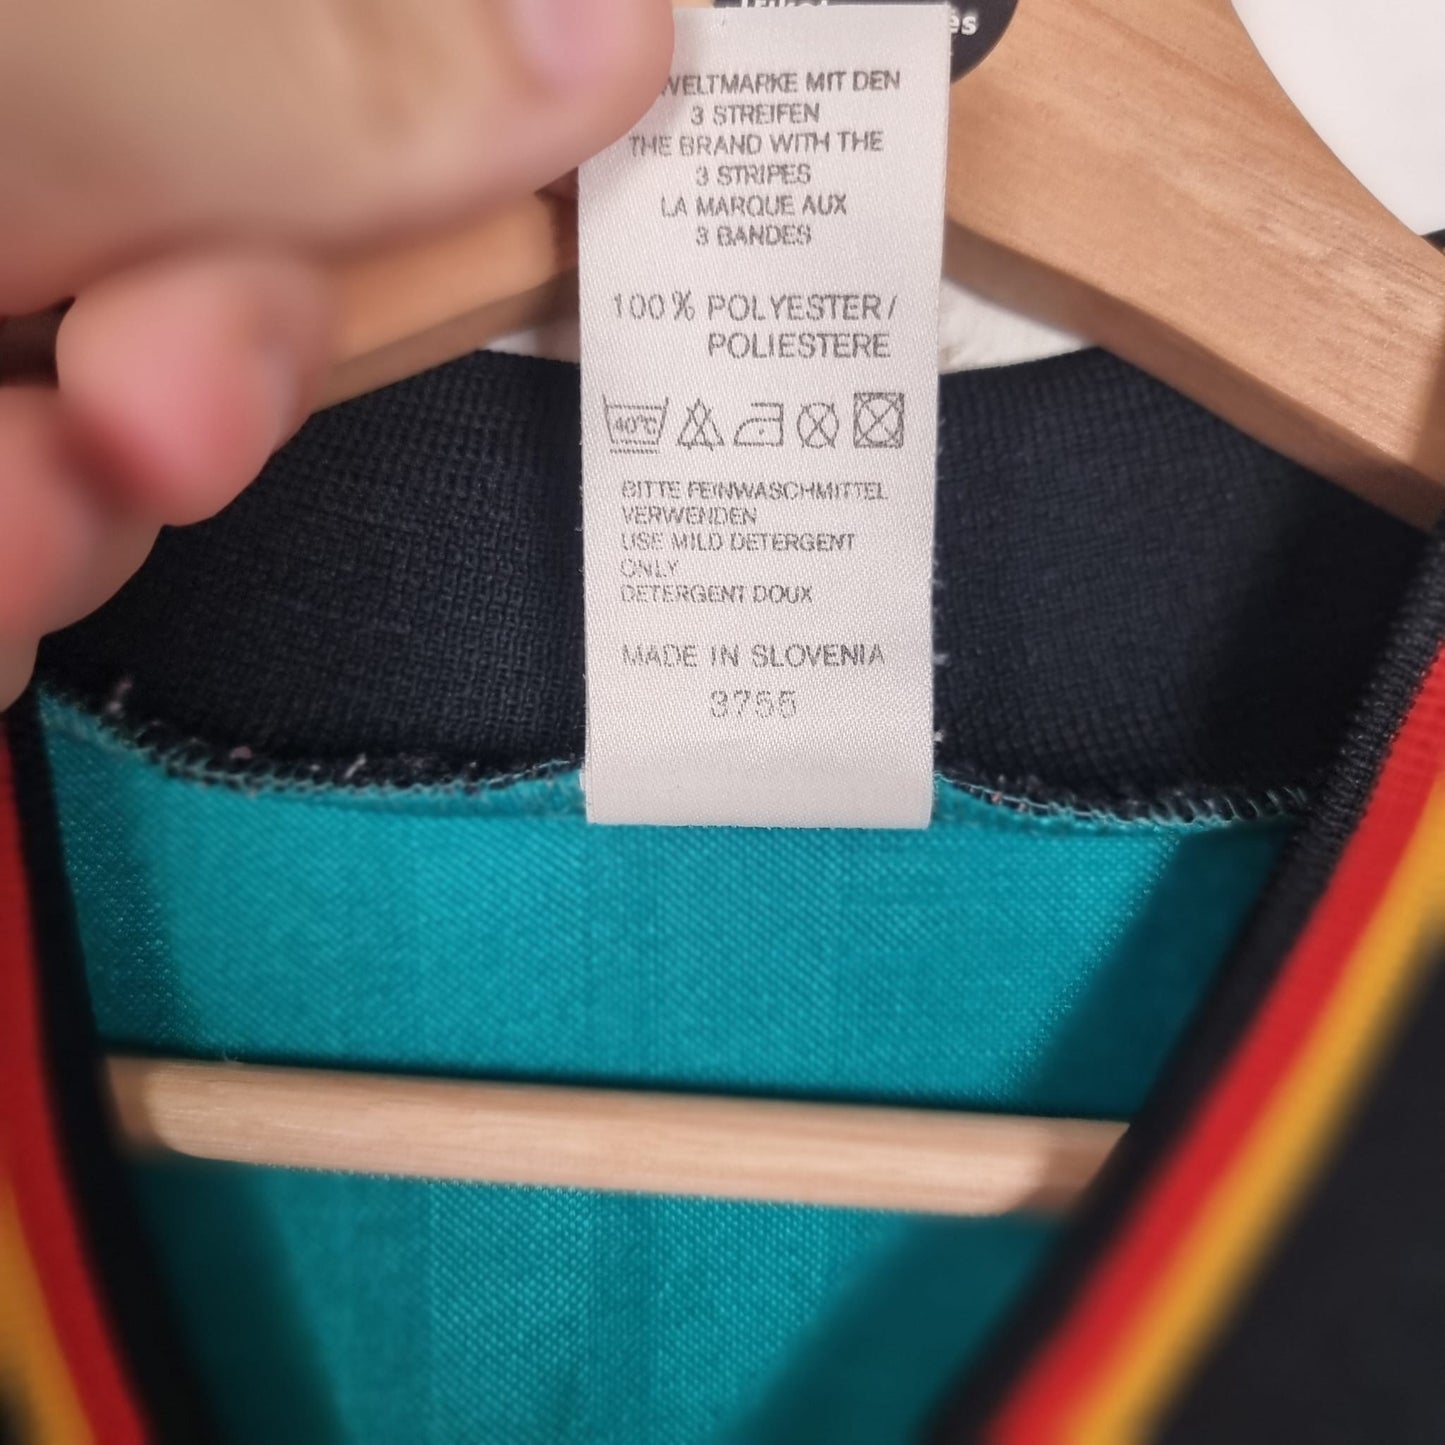 WELTMARKE MIT DEN
3 STREIFEN
THE BRAND WITH THE
3 STRIPES
LA MARQUE AUX
3 BANDES
100% POLYESTER/
POLIESTERE
40°C
BITTE FEINWASCHMITTEL
VERWENDEN
USE MILD DETERGENT
ONLY
DETERGENT DOUX
MADE IN SLOVENIA
3755